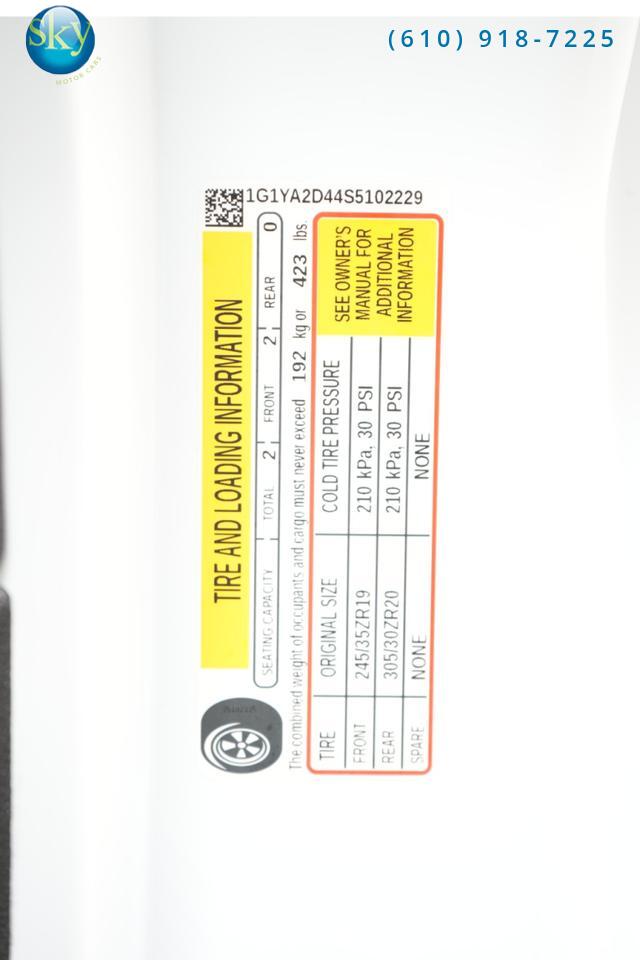 Sky
MOTOR CARS
(610) 918-7225
1G1YA2D44S5102229
TIRE AND LOADING INFORMATION
SEATING CAPACITY TOTAL 2 FRONT 2 REAR 0
The combined weight of occupants and cargo must never exceed 192 kg or 423 lbs.
TIRE ORIGINAL SIZE COLD TIRE PRESSURE
FRONT 245/35ZR19 210 kPa, 30 PSI
REAR 305/30ZR20 210 kPa, 30 PSI
SPARE NONE NONE
SEE OWNER'S
MANUAL FOR
ADDITIONAL
INFORMATION